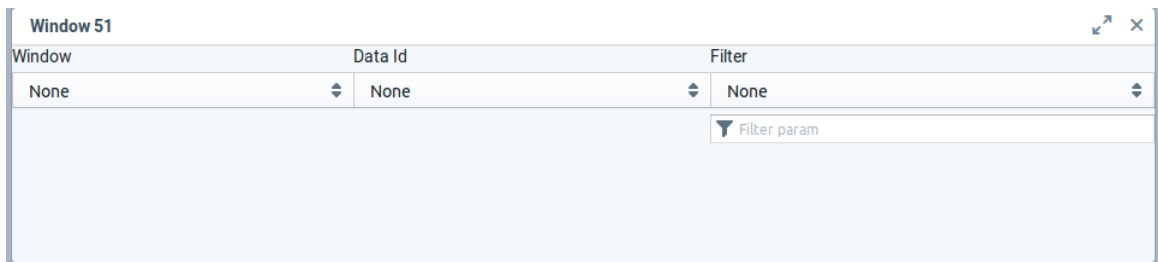 Window 51
Window Data Id Filter
None None None
Filter param